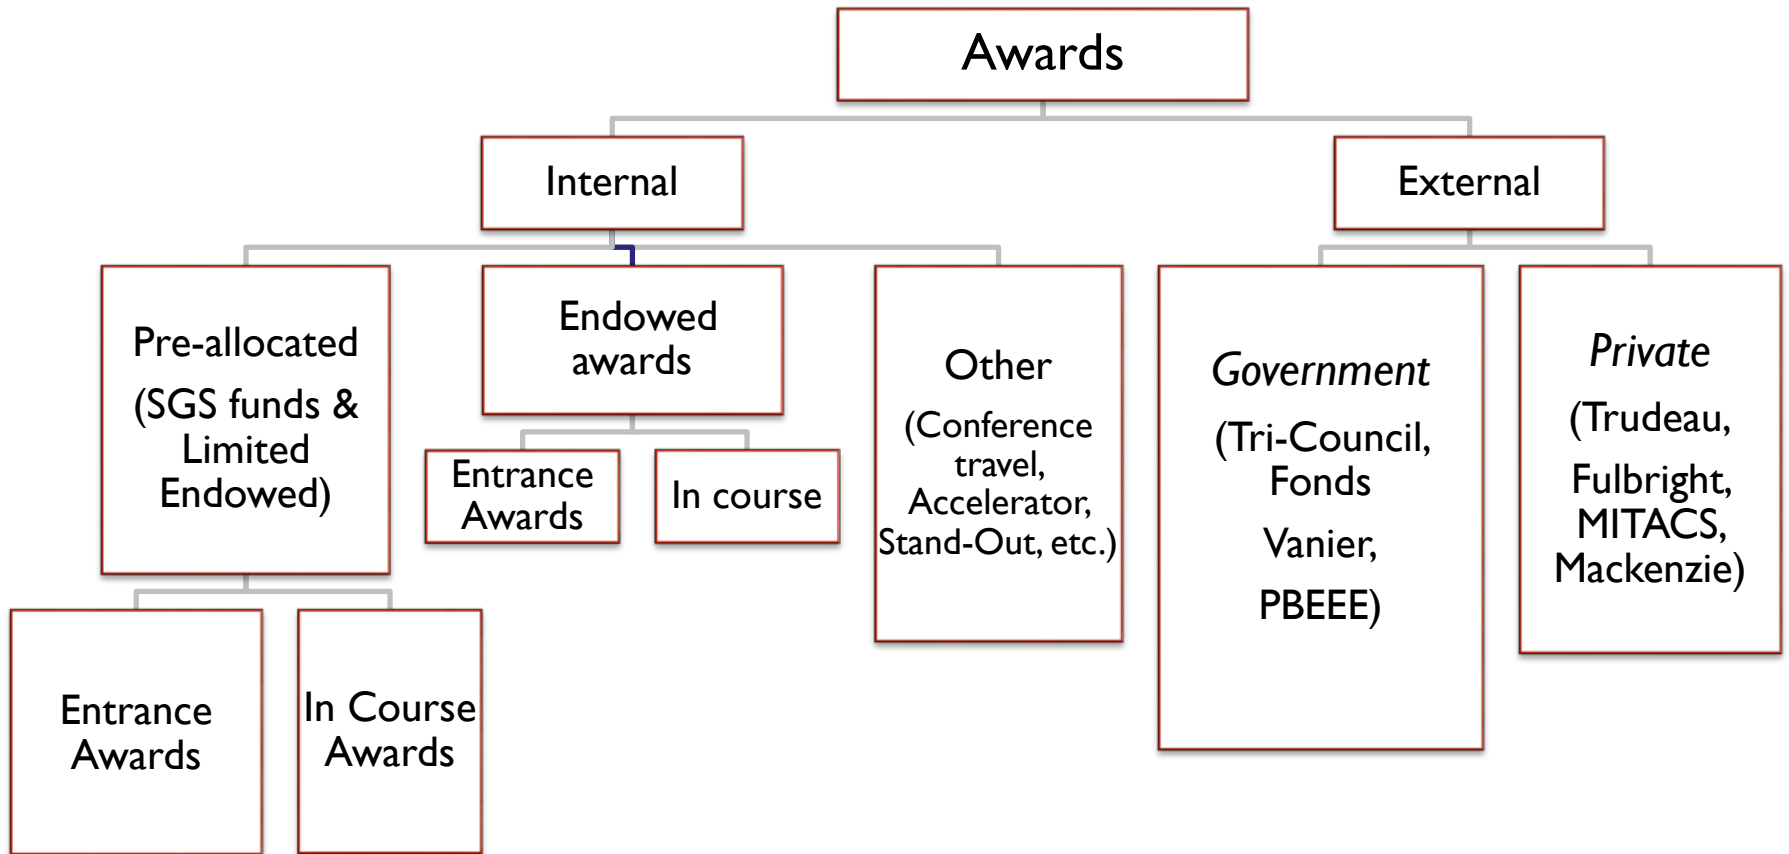 Awards
Internal
External
Pre-allocated
(SGS funds &
Limited
Endowed)
Endowed
awards
Other
(Conference
travel,
Accelerator,
Stand-Out, etc.)
Government
(Tri-Council,
Fonds
Vanier,
PBEEE)
Private
(Trudeau,
Fulbright,
MITACS,
Mackenzie)
Entrance
Awards
In course
Entrance
Awards
In Course
Awards